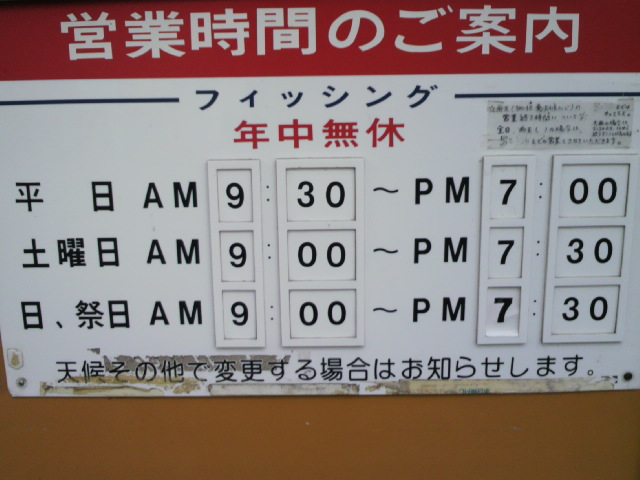 営業時間のご案内
フィッシング
年中無休
平 日 AM 9:30 ～ PM 7:00
土曜日 AM 9:00 ～ PM 7:30
日、祭日 AM 9:00 ～ PM 7:30
天候その他で変更する場合はお知らせします。